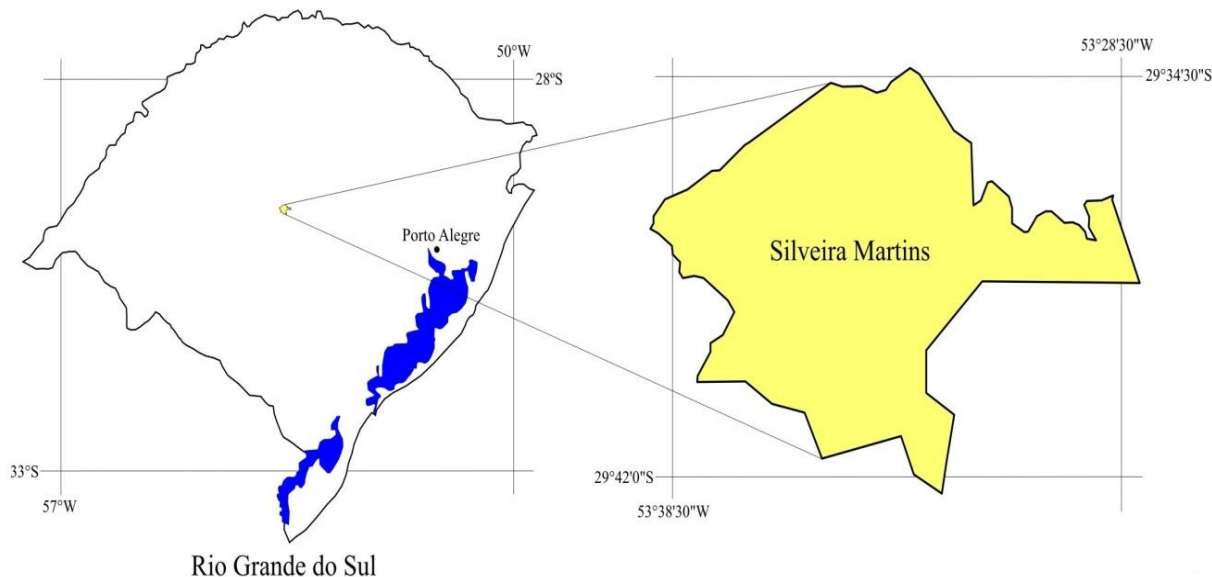 50°W
28°S
Porto Alegre
33°S
57°W
Rio Grande do Sul
53°28'30"W
29°34'30"S
Silveira Martins
29°42'0"S
53°38'30"W